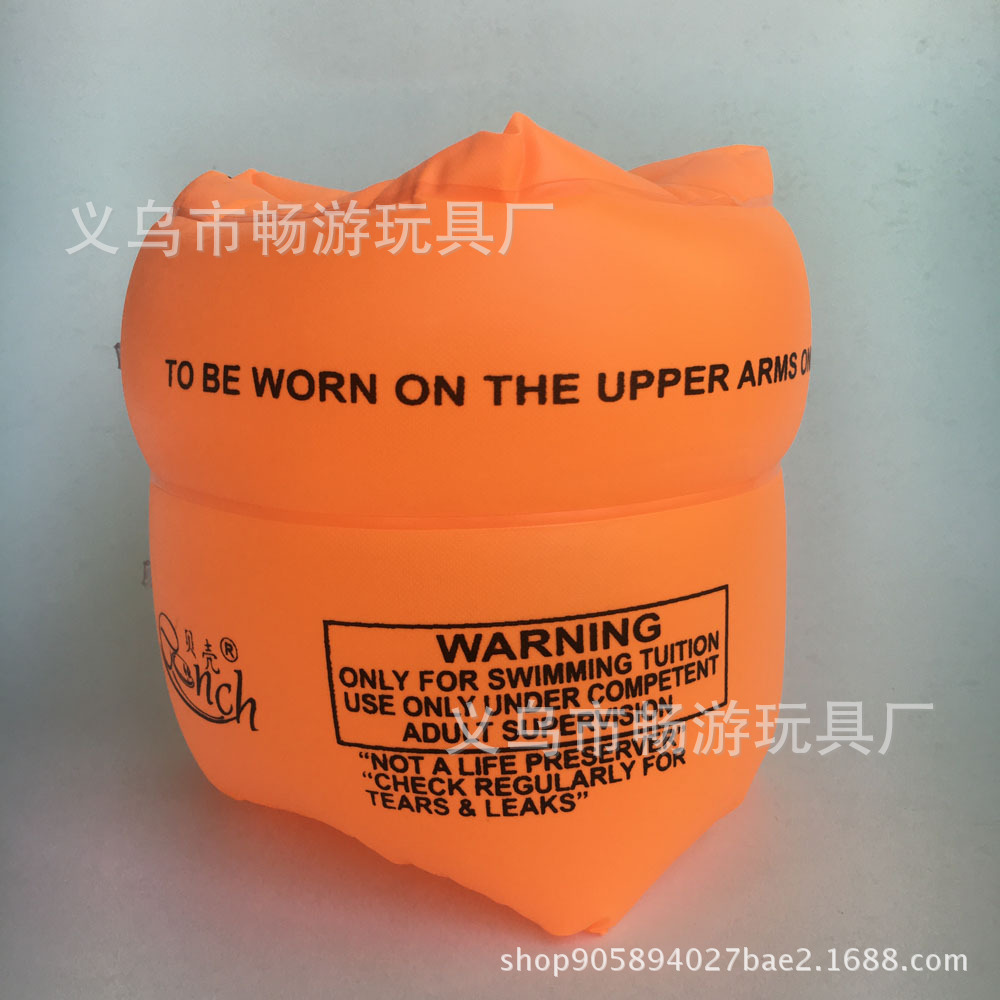 义乌市畅游玩具厂
TO BE WORN ON THE UPPER ARMS
贝壳®
WARNING
ONLY FOR SWIMMING TUITION
USE ONLY UNDER COMPETENT
ADULT SUPERVISION
义乌市畅游玩具厂
"NOT A LIFE PRESERVER"
"CHECK REGULARLY FOR
TEARS & LEAKS"
shop905894027bae2.1688.com